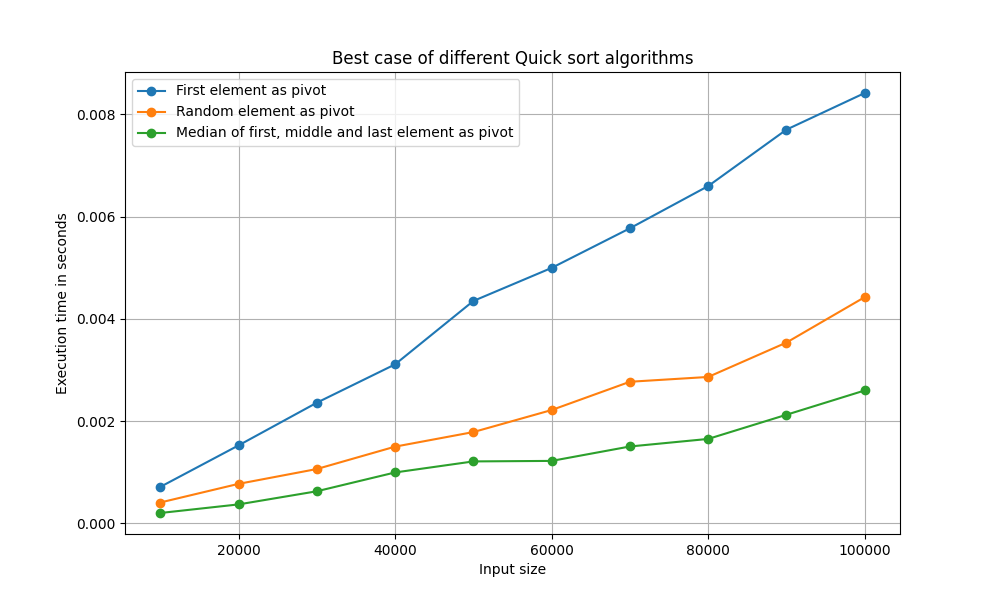 Best case of different Quick sort algorithms
First element as pivot
Random element as pivot
Median of first, middle and last element as pivot
Execution time in seconds
0.008
0.006
0.004
0.002
0.000
20000 40000 60000 80000 100000
Input size